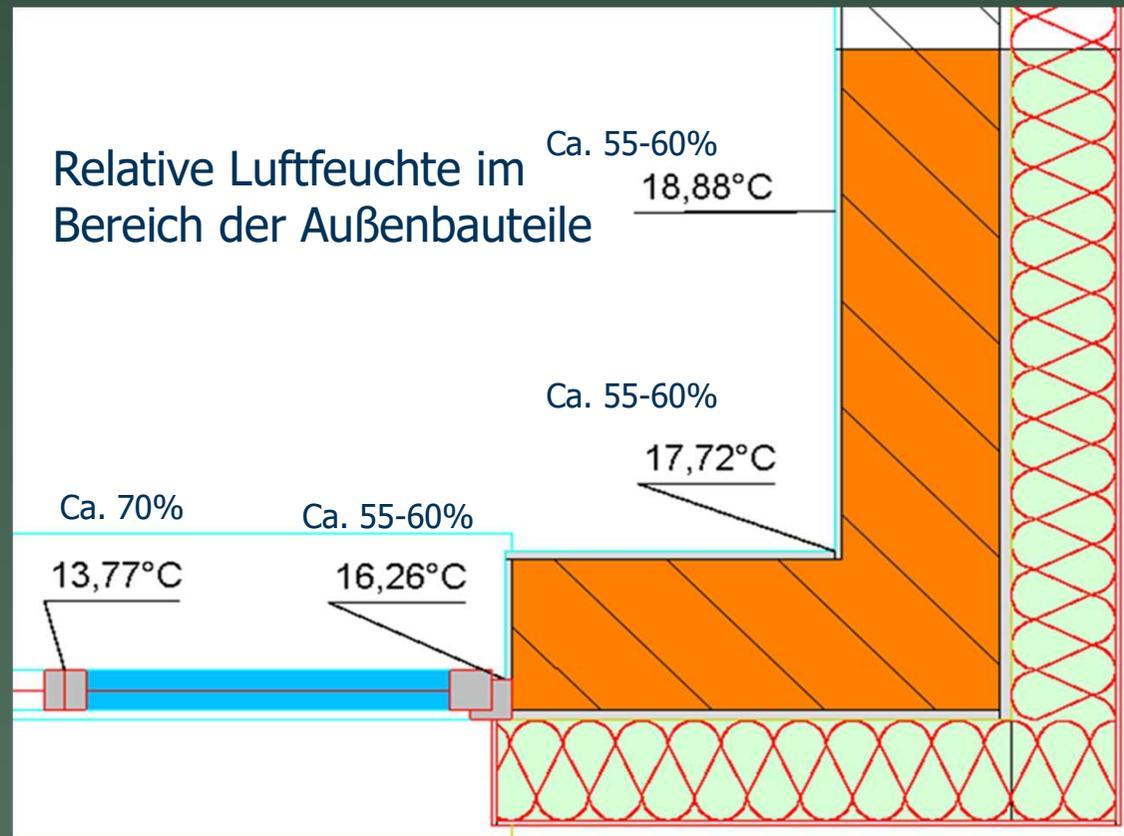 Relative Luftfeuchte im
Bereich der Außenbauteile
Ca. 55-60%
18,88°C
Ca. 55-60%
17,72°C
Ca. 70%
13,77°C
Ca. 55-60%
16,26°C